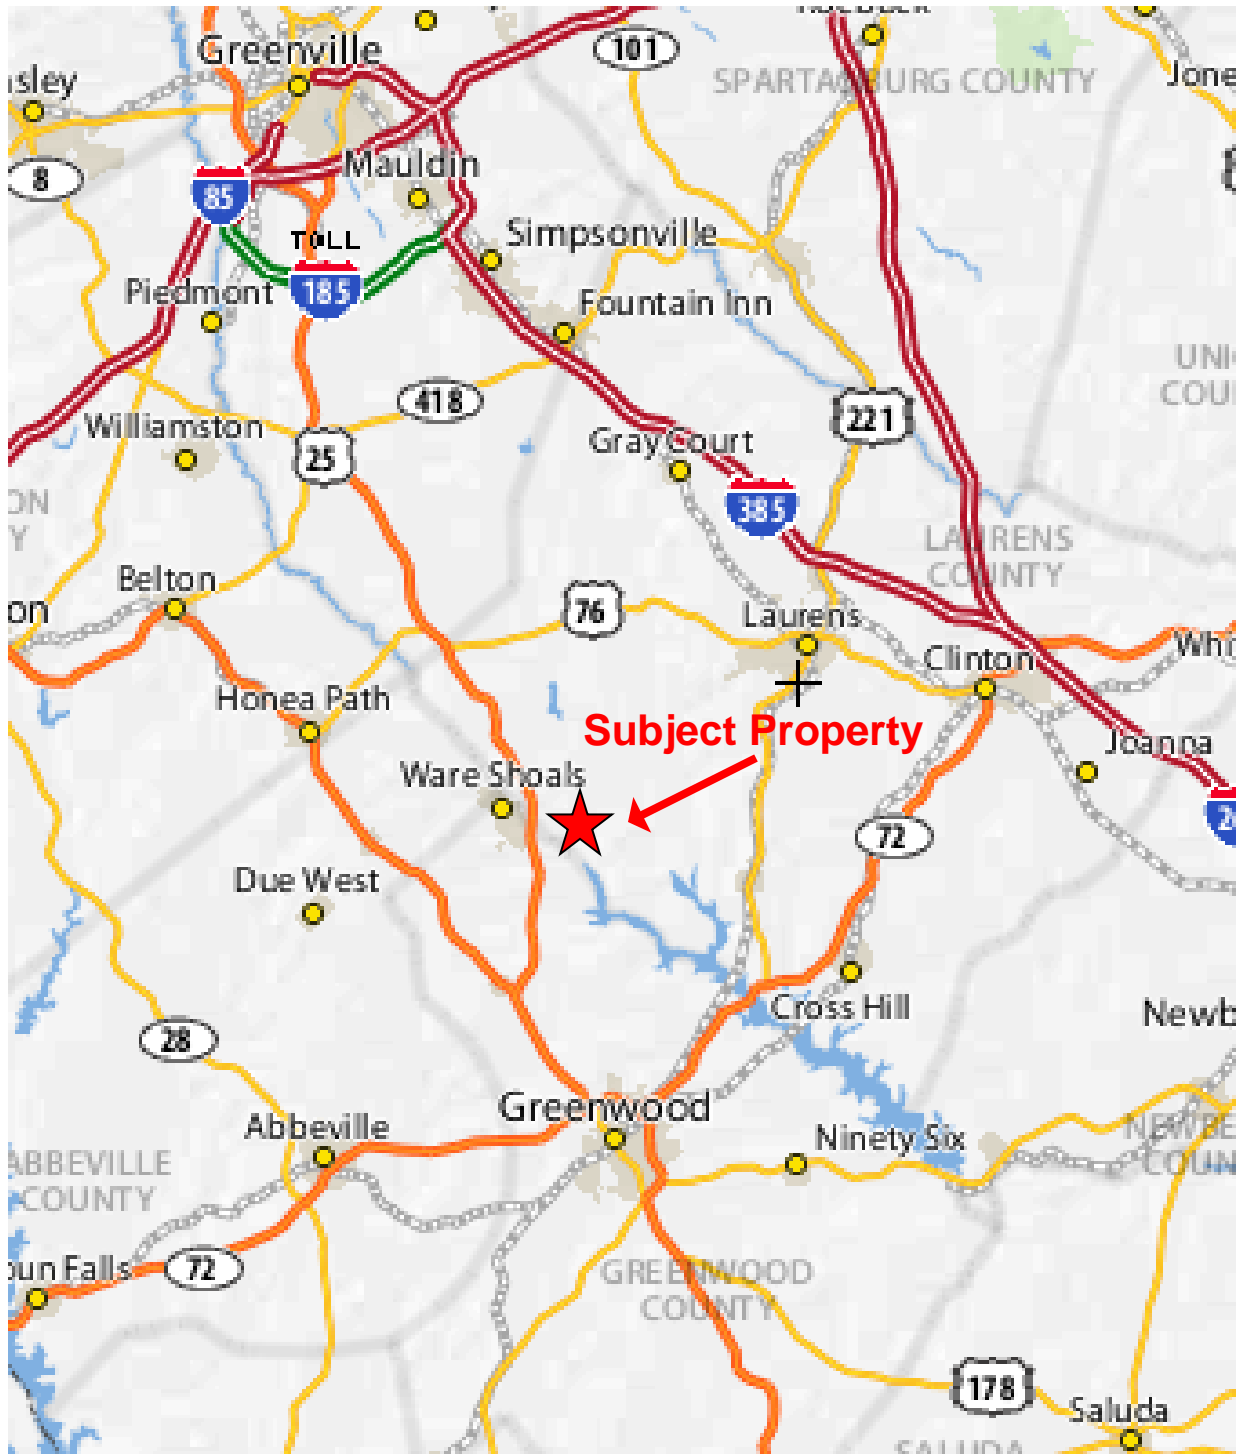 Greenville
101
SPARTANBURG COUNTY
8
Mauldin
85
TOLL
Simpsonville
185
Piedmont
Fountain Inn
418
221
Williamston
Gray Court
25
385
LAURENS
COUNTY
Belton
76
Laurens
Clinton
Honea Path
Subject Property
Joanna
Ware Shoals
72
Due West
Cross Hill
28
Greenwood
Abbeville
Ninety Six
ABBEVILLE
COUNTY
72
GREENWOOD
COUNTY
178
Saluda
SALUDA